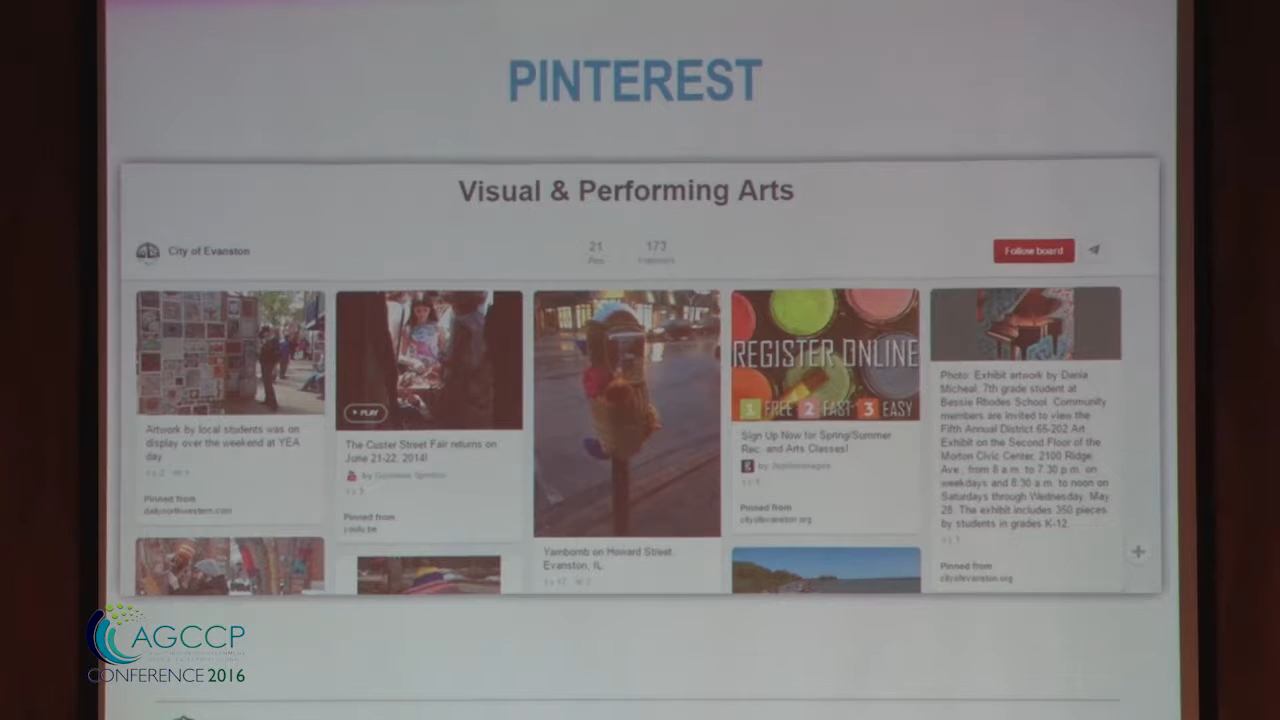 PINTEREST
Visual & Performing Arts
City of Evanston
21
173
Pins
Followers
Follow board
Artwork by local students was on
display over the weekend at YEA
day.
Pinned from
dailynorthwestern.com
PLAY
The Custer Street Fair returns on
June 21-22, 2014!
by
Pinned from
youtu.be
Yarnbomb on Howard Street,
Evanston, IL.
REGISTER ONLINE
1 FREE 2 FAST 3 EASY
Sign Up Now for Spring/Summer
Rec. and Arts Classes!
by
Pinned from
cityofevanston.org
Photo: Exhibit artwork by Dania
Micheal, 7th grade student at
Bessie Rhodes School. Community
members are invited to view the
Fifth Annual District 65-202 Art
Exhibit on the Second Floor of the
Morton Civic Center, 2100 Ridge
Ave., from 8 a.m. to 7:30 p.m. on
weekdays and 8:30 a.m. to noon on
Saturdays through Wednesday, May
28. The exhibit includes 350 pieces
by students in grades K-12.
Pinned from
cityofevanston.org
AGCCP
CONFERENCE 2016